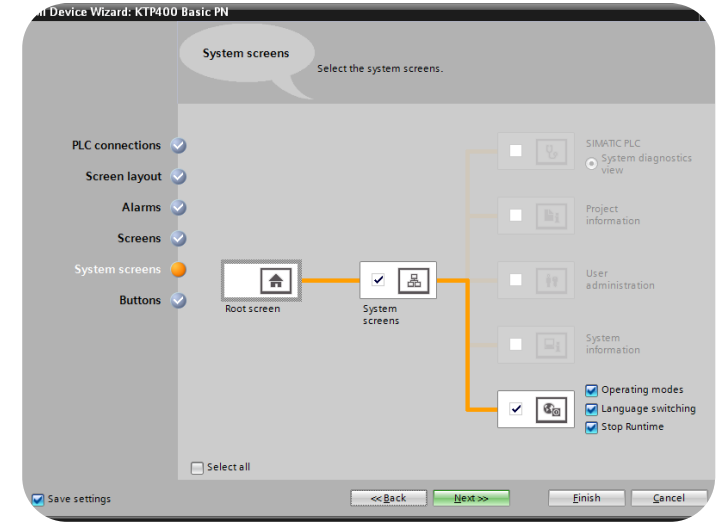 Device Wizard: KTP400 Basic PN
System screens
Select the system screens.
PLC connections
Screen layout
Alarms
Screens
System screens
Buttons
Root screen
System
screens
SIMATIC PLC
System diagnostics
view
Project
information
User
administration
System
information
Operating modes
Language switching
Stop Runtime
Select all
Save settings
<< Back
Next >>
Finish
Cancel